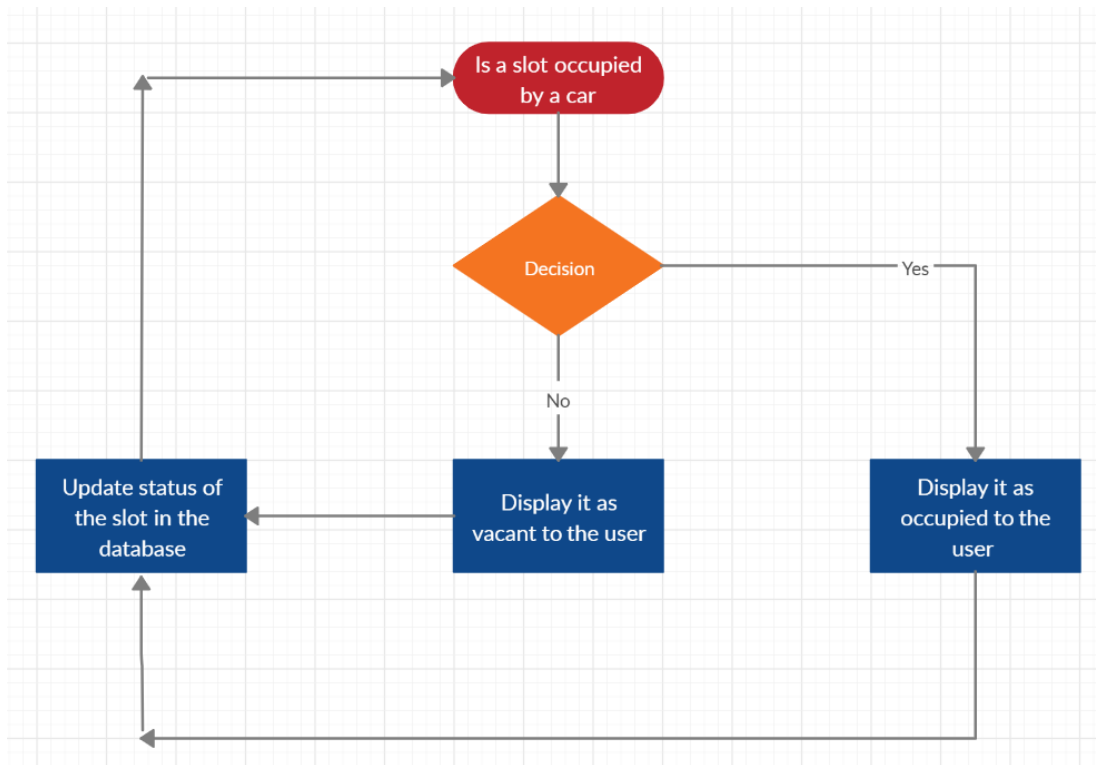 Is a slot occupied
by a car
Decision
Yes
No
Update status of
the slot in the
database
Display it as
vacant to the user
Display it as
occupied to the
user